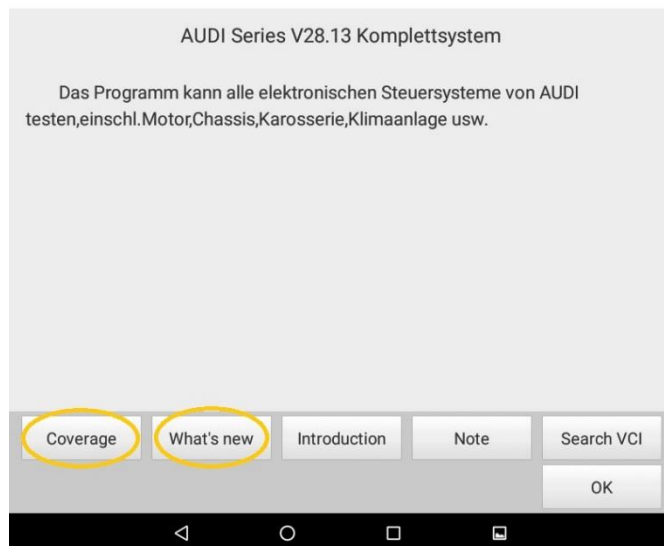 AUDI Series V28.13 Komplettsystem
Das Programm kann alle elektronischen Steuersysteme von AUDI
testen,einschl.Motor,Chassis,Karosserie,Klimaanlage usw.
Coverage
What's new
Introduction
Note
Search VCI
OK